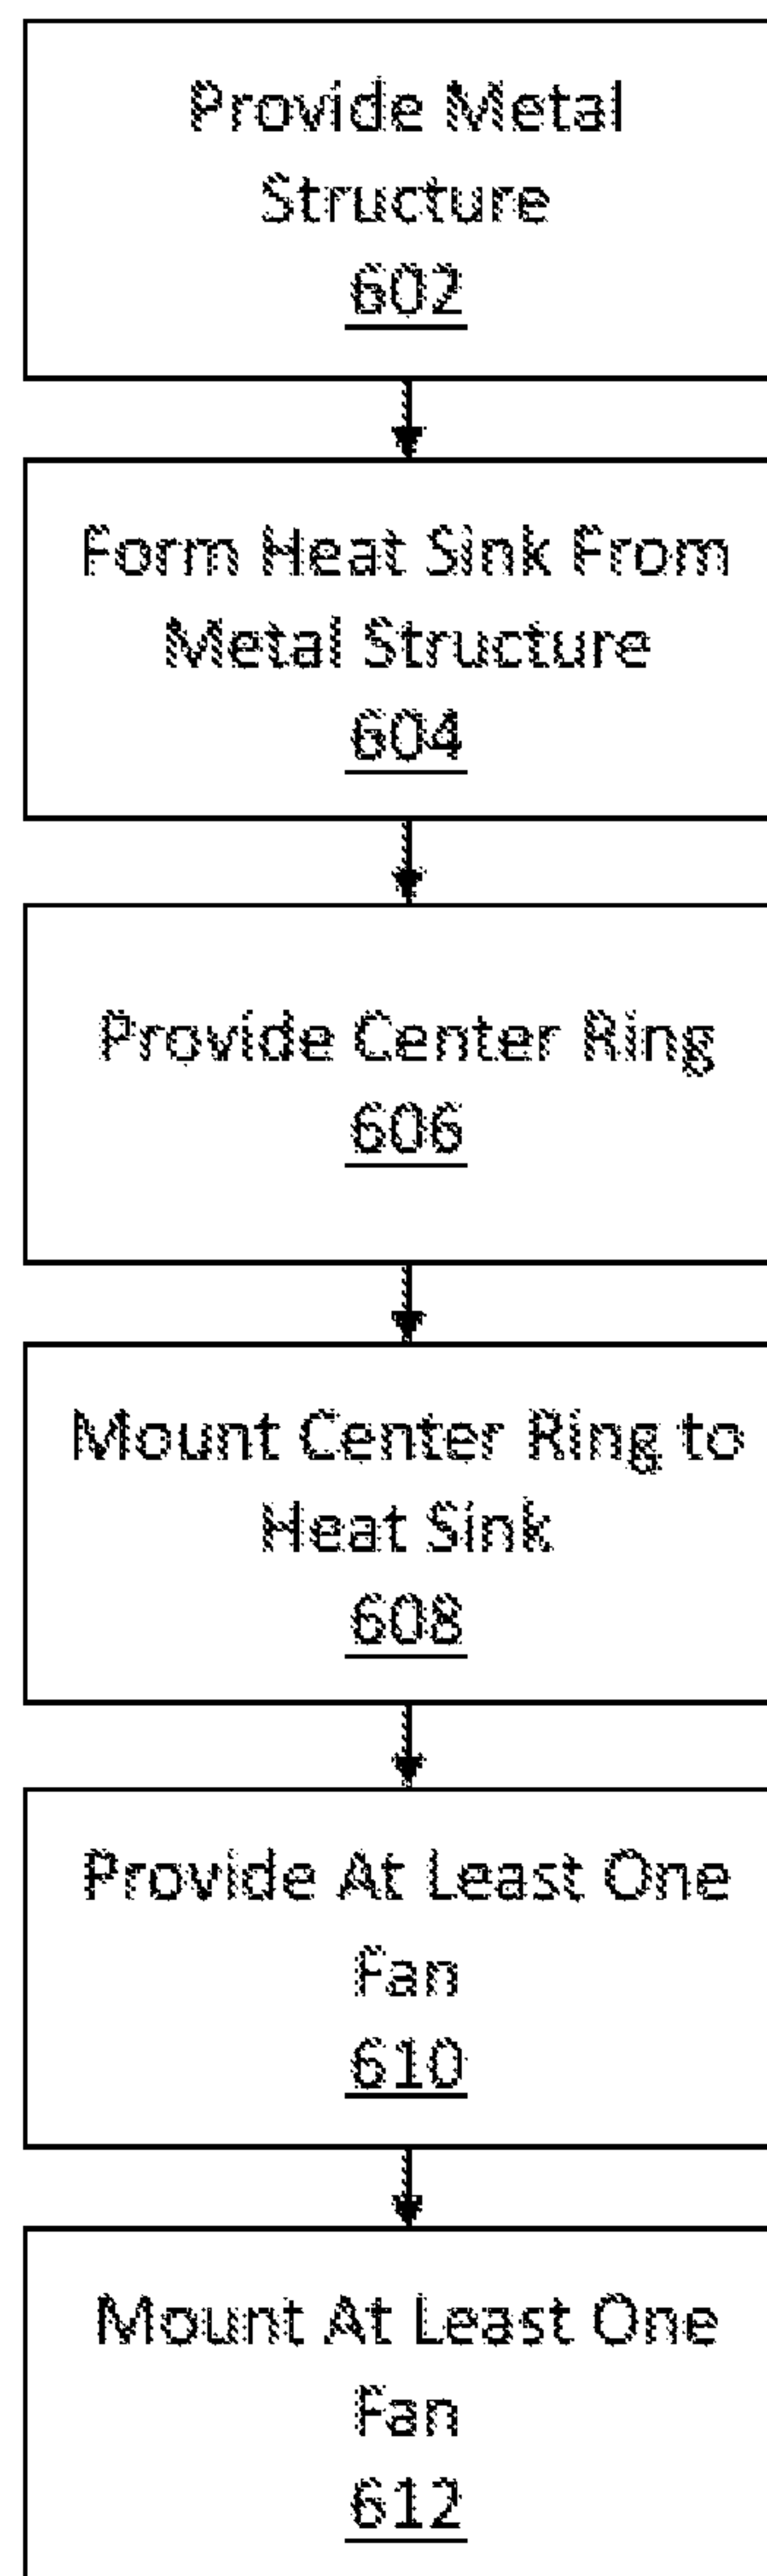 Provide Metal
Structure
602
Form Heat Sink From
Metal Structure
604
Provide Center Ring
606
Mount Center Ring to
Heat Sink
608
Provide At Least One
Fan
610
Mount At Least One
Fan
612